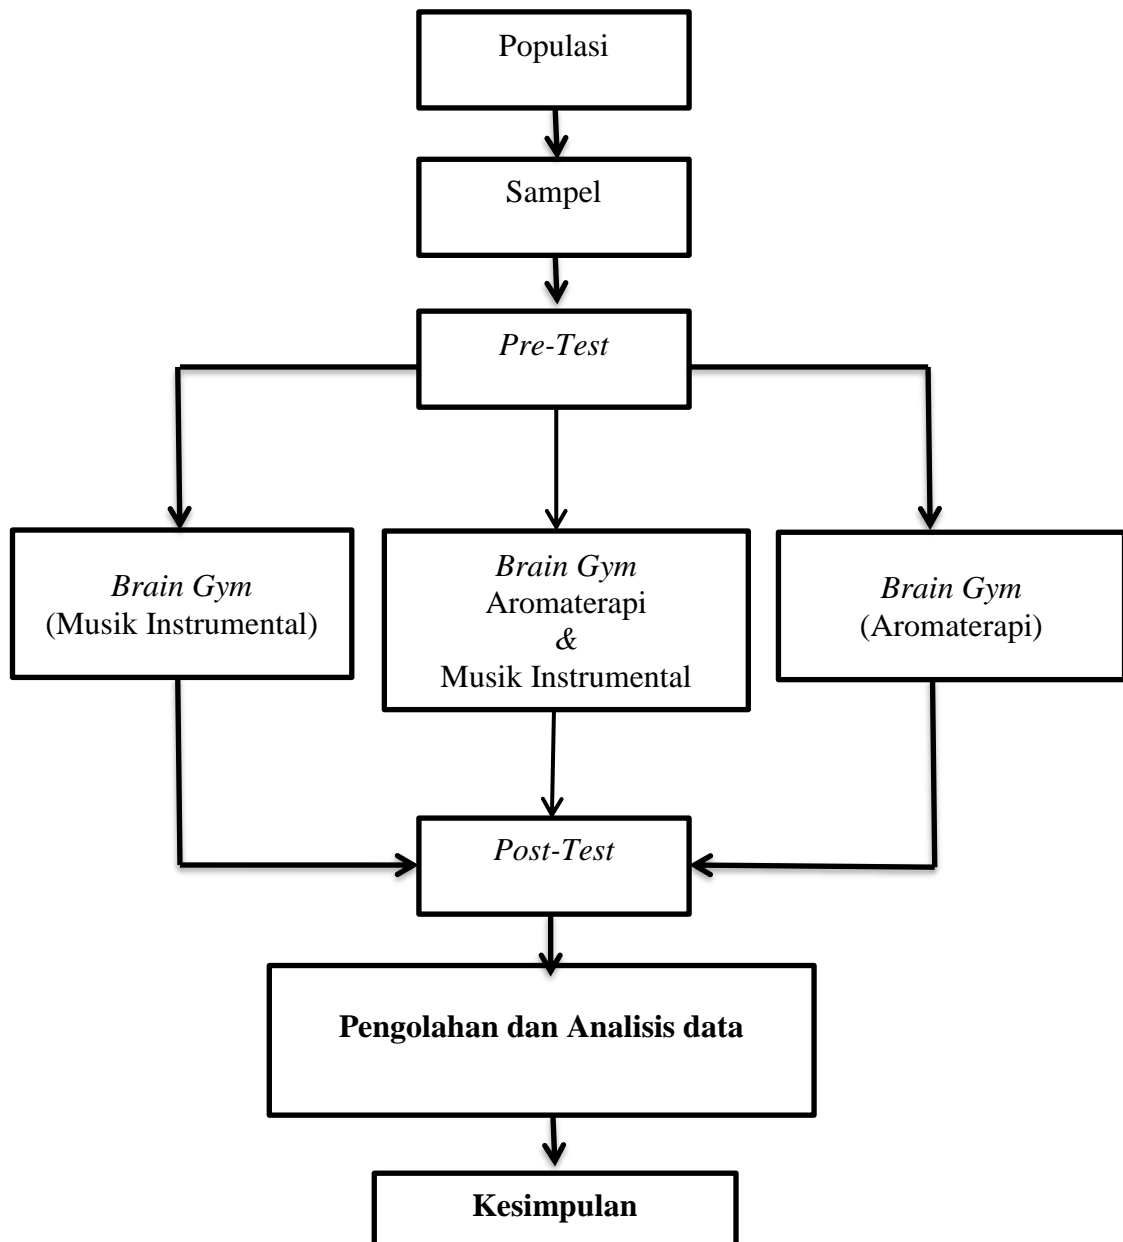 Populasi
Sampel
Pre-Test
Brain Gym
(Musik Instrumental)
Brain Gym
Aromaterapi
&
Musik Instrumental
Brain Gym
(Aromaterapi)
Post-Test
Pengolahan dan Analisis data
Kesimpulan